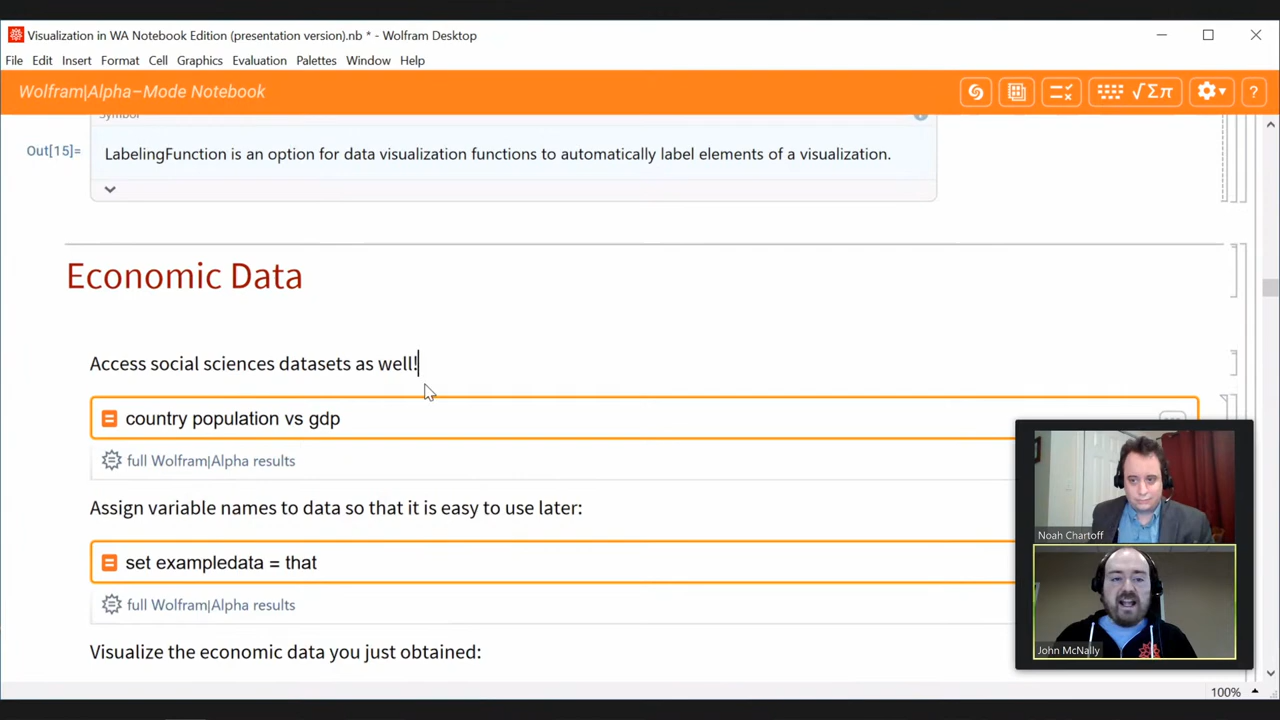 Visualization in WA Notebook Edition (presentation version).nb * - Wolfram Desktop
File Edit Insert Format Cell Graphics Evaluation Palettes Window Help
Wolfram|Alpha–Mode Notebook
√Σπ
?
Symbol
Out[15]=
LabelingFunction is an option for data visualization functions to automatically label elements of a visualization.
Economic Data
Access social sciences datasets as well!
country population vs gdp
full Wolfram|Alpha results
Assign variable names to data so that it is easy to use later:
set exampledata = that
full Wolfram|Alpha results
Visualize the economic data you just obtained:
Noah Chartoff
John McNally
100%